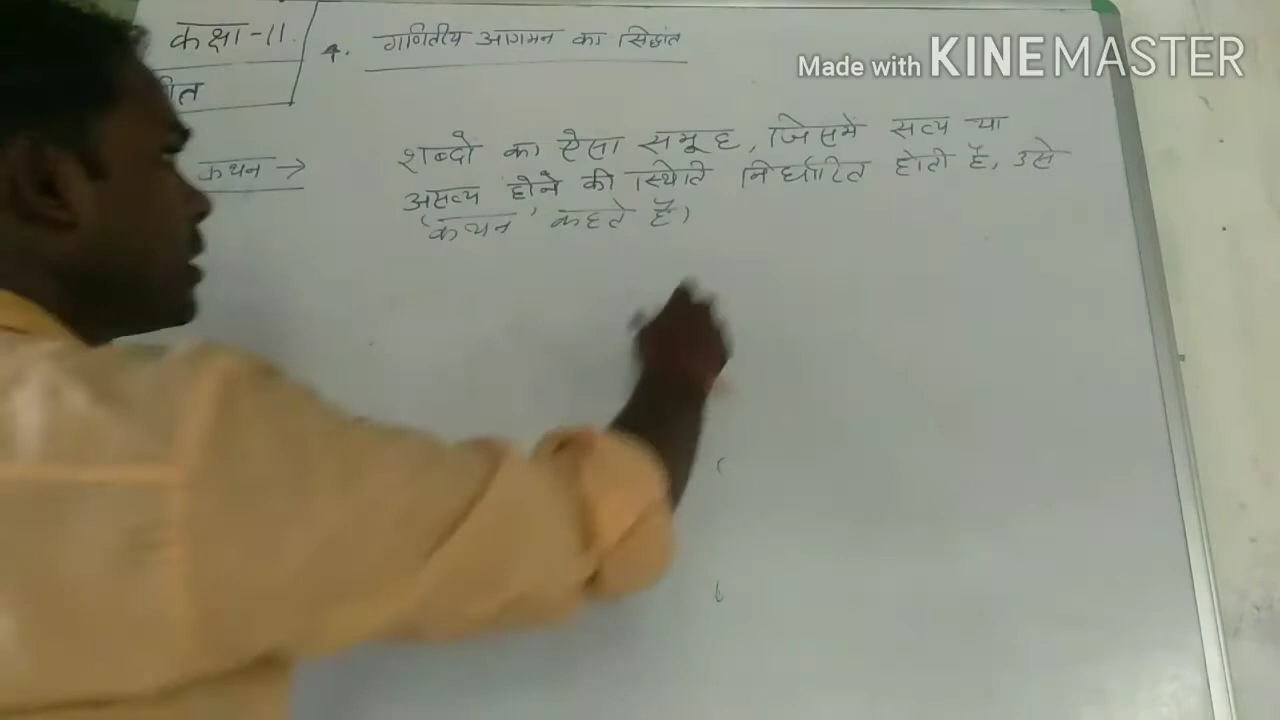 कक्षा-11.
4. गणितीय आगमन का सिद्धांत
Made with KINEMASTER
कथन →
शब्दो का ऐसा समूह, जिसमें सत्य या
असत्य होने की स्थिति निर्धारित होती है, उसे
'कथन' कहते है।